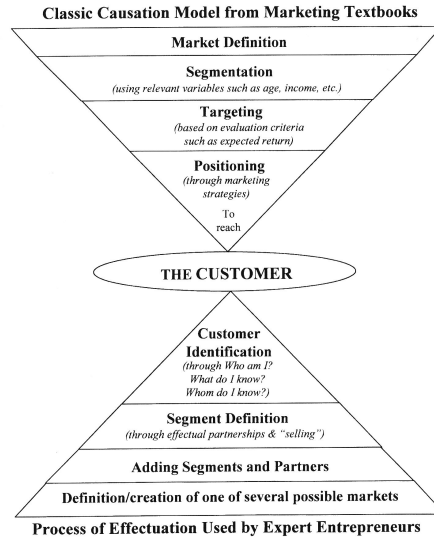 Classic Causation Model from Marketing Textbooks
Market Definition
Segmentation
(using relevant variables such as age, income, etc.)
Targeting
(based on evaluation criteria
such as expected return)
Positioning
(through marketing
strategies)
To
reach
THE CUSTOMER
Customer
Identification
(through Who am I?
What do I know?
Whom do I know?)
Segment Definition
(through effectual partnerships & “selling”)
Adding Segments and Partners
Definition/creation of one of several possible markets
Process of Effectuation Used by Expert Entrepreneurs